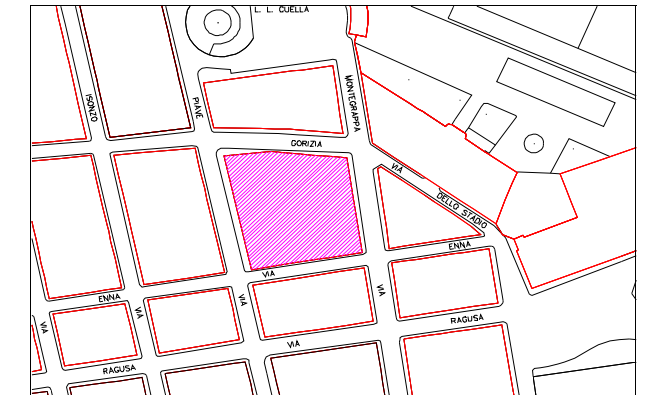 L. L. CUELLA
ISONZO
PIAVE
MONTEGRAPPA
GORIZIA
VIA
DELLO STADIO
ENNA
VIA
ENNA
VIA
VIA
VIA
VIA
RAGUSA
VIA
RAGUSA